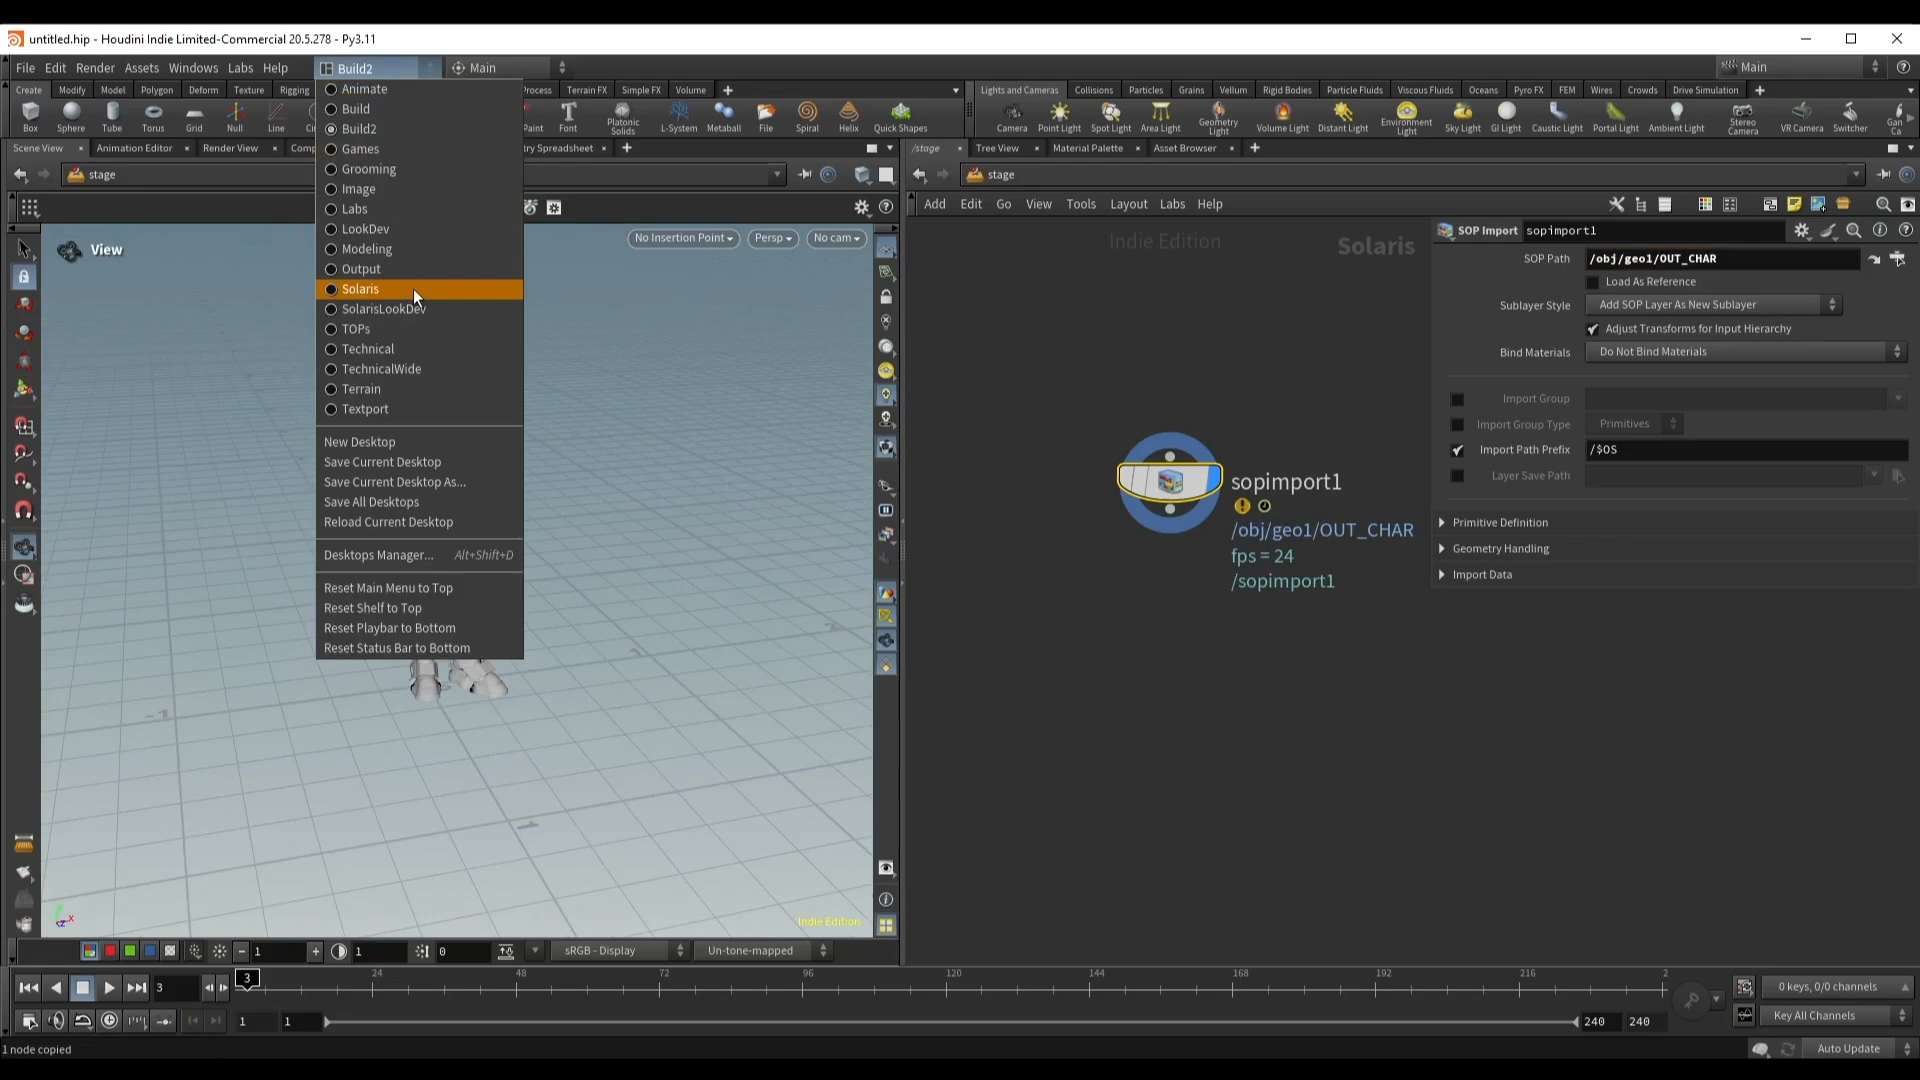 untitled.hip - Houdini Indie Limited-Commercial 20.5.278 - Py3.11
File Edit Render Assets Windows Labs Help Build2 Main Main
Create Modify Model Polygon Deform Texture Rigging
Process Terrain FX Simple FX Volume
Lights and Cameras Collisions Particles Grains Vellum Rigid Bodies Particle Fluids Viscous Fluids Oceans Pyro FX FEM Wires Crowds Drive Simulation
Box Sphere Tube Torus Grid Null Line
Paint Font Platonic Solids L-System Metaball File Spiral Helix Quick Shapes
Camera Point Light Spot Light Area Light Geometry Light Volume Light Distant Light Environment Light Sky Light GI Light Caustic Light Portal Light Ambient Light Stereo Camera VR Camera Switcher
Scene View Animation Editor Render View
/stage Tree View Material Palette Asset Browser
stage
stage
Animate
Build
Build2
Games
Grooming
Image
Labs
LookDev
Modeling
Output
Solaris
SolarisLookDev
TOPs
Technical
TechnicalWide
Terrain
Textport
New Desktop
Save Current Desktop
Save Current Desktop As...
Save All Desktops
Reload Current Desktop
Desktops Manager... Alt+Shift+D
Reset Main Menu to Top
Reset Shelf to Top
Reset Playbar to Bottom
Reset Status Bar to Bottom
View
No Insertion Point Persp No cam
Indie Edition
Add Edit Go View Tools Layout Labs Help
Indie Edition Solaris
sopimport1
/obj/geo1/OUT_CHAR
fps = 24
/sopimport1
SOP Import sopimport1
SOP Path /obj/geo1/OUT_CHAR
Load As Reference
Sublayer Style Add SOP Layer As New Sublayer
Adjust Transforms for Input Hierarchy
Bind Materials Do Not Bind Materials
Import Group
Import Group Type Primitives
Import Path Prefix /$OS
Layer Save Path
Primitive Definition
Geometry Handling
Import Data
1 1 0 sRGB - Display Un-tone-mapped
3 3 24 48 72 96 120 144 168 192 216 2
0 keys, 0/0 channels
1 1 240 240
Key All Channels
1 node copied
Auto Update